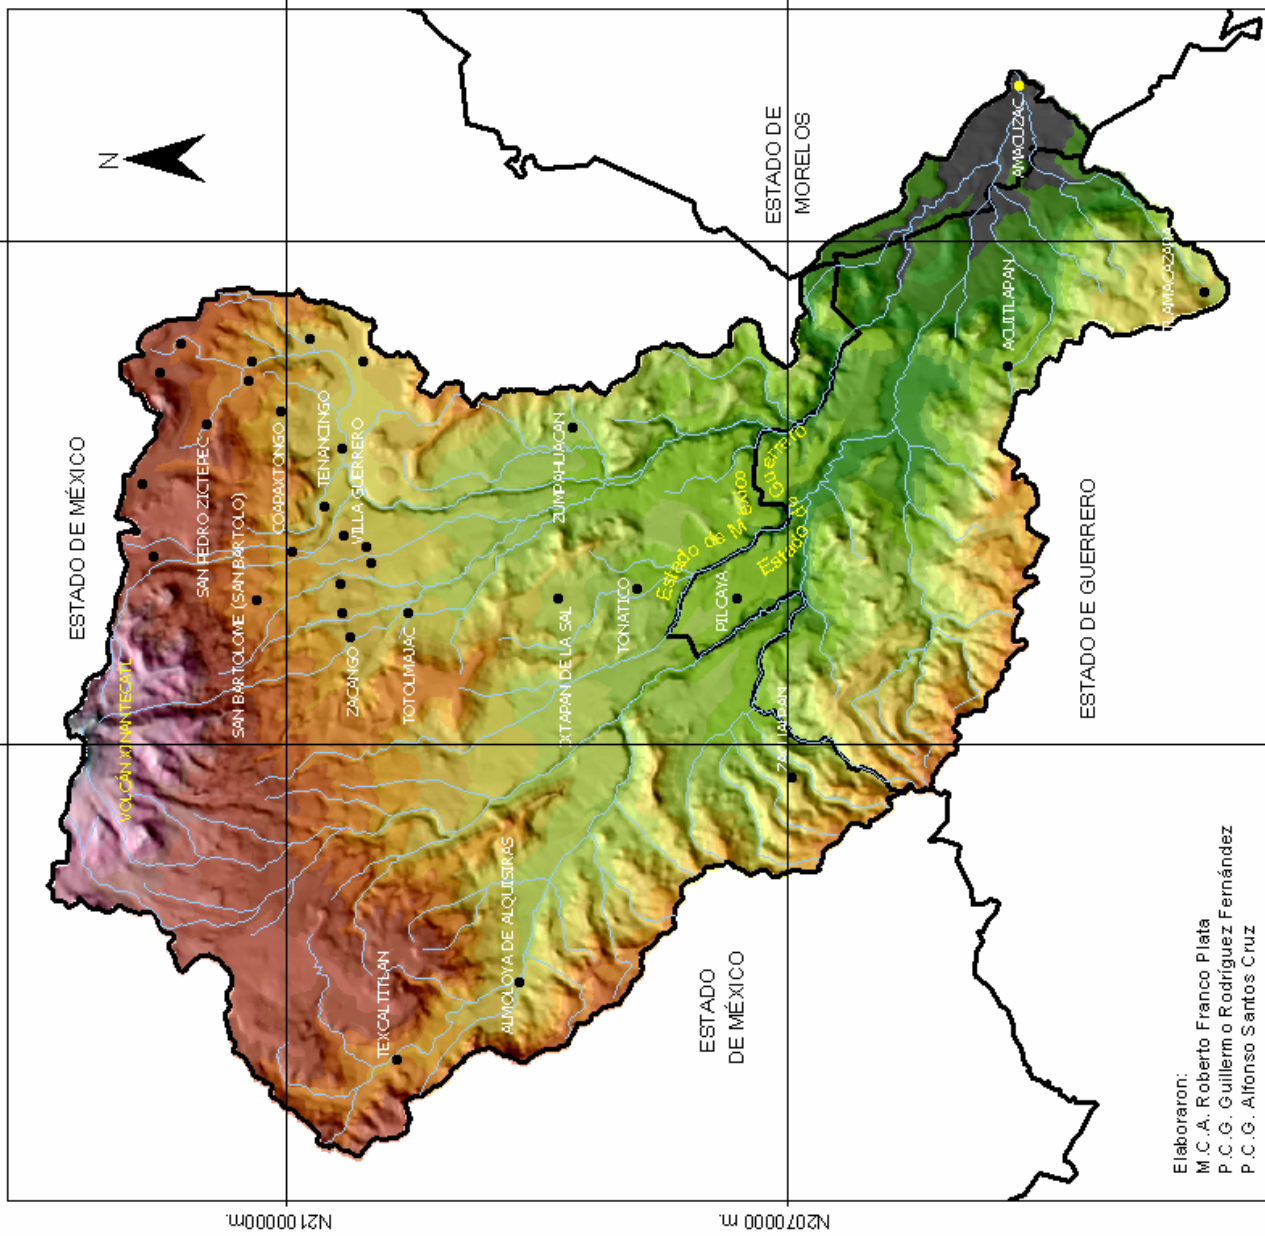 N
ESTADO DE MÉXICO
ESTADO DE
MORELOS
VOLCÁN XINANTECATL
SAN PEDRO ZICTEPEC
SAN BARTOLOME (SAN BARTOLO)
COAPAXTONGO
TENANCINGO
VILLA GUERRERO
ZACANGO
TOTOLMAJAC
TEXCALTITLAN
ALMOLOYA DE ALQUISIRAS
ZUMPAHUACAN
IXTAPAN DE LA SAL
TONATICO
Estado de México
Estado de
Guerrero
PILCAYA
ZACUALPAN
AMACUZAC
ACUITLAPAN
TLAMACAZAPA
ESTADO
DE MÉXICO
ESTADO DE GUERRERO
N2100000m.
N2070000 m.
Elaboraron:
M.C.A. Roberto Franco Plata
P.C.G. Guillermo Rodríguez Fernández
P.C.G. Alfonso Santos Cruz